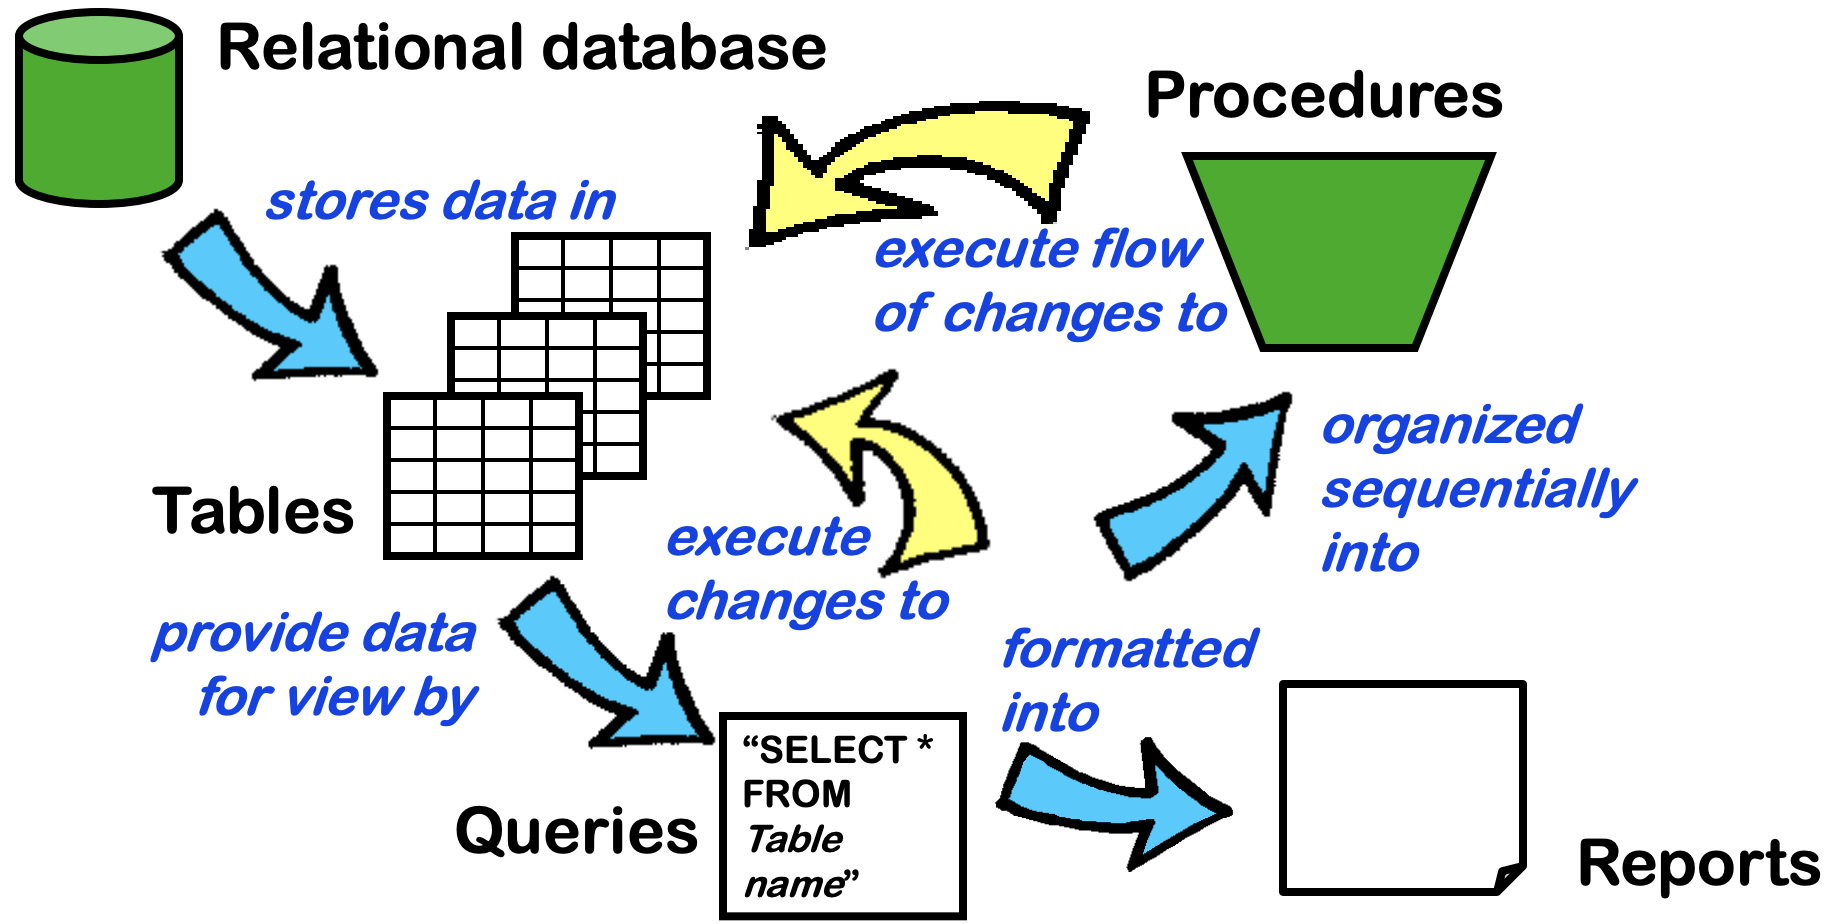 Relational database
Procedures
stores data in
execute flow
of changes to
organized
sequentially
into
Tables
execute
changes to
provide data
for view by
formatted
into
“SELECT *
FROM
Table
name”
Queries
Reports